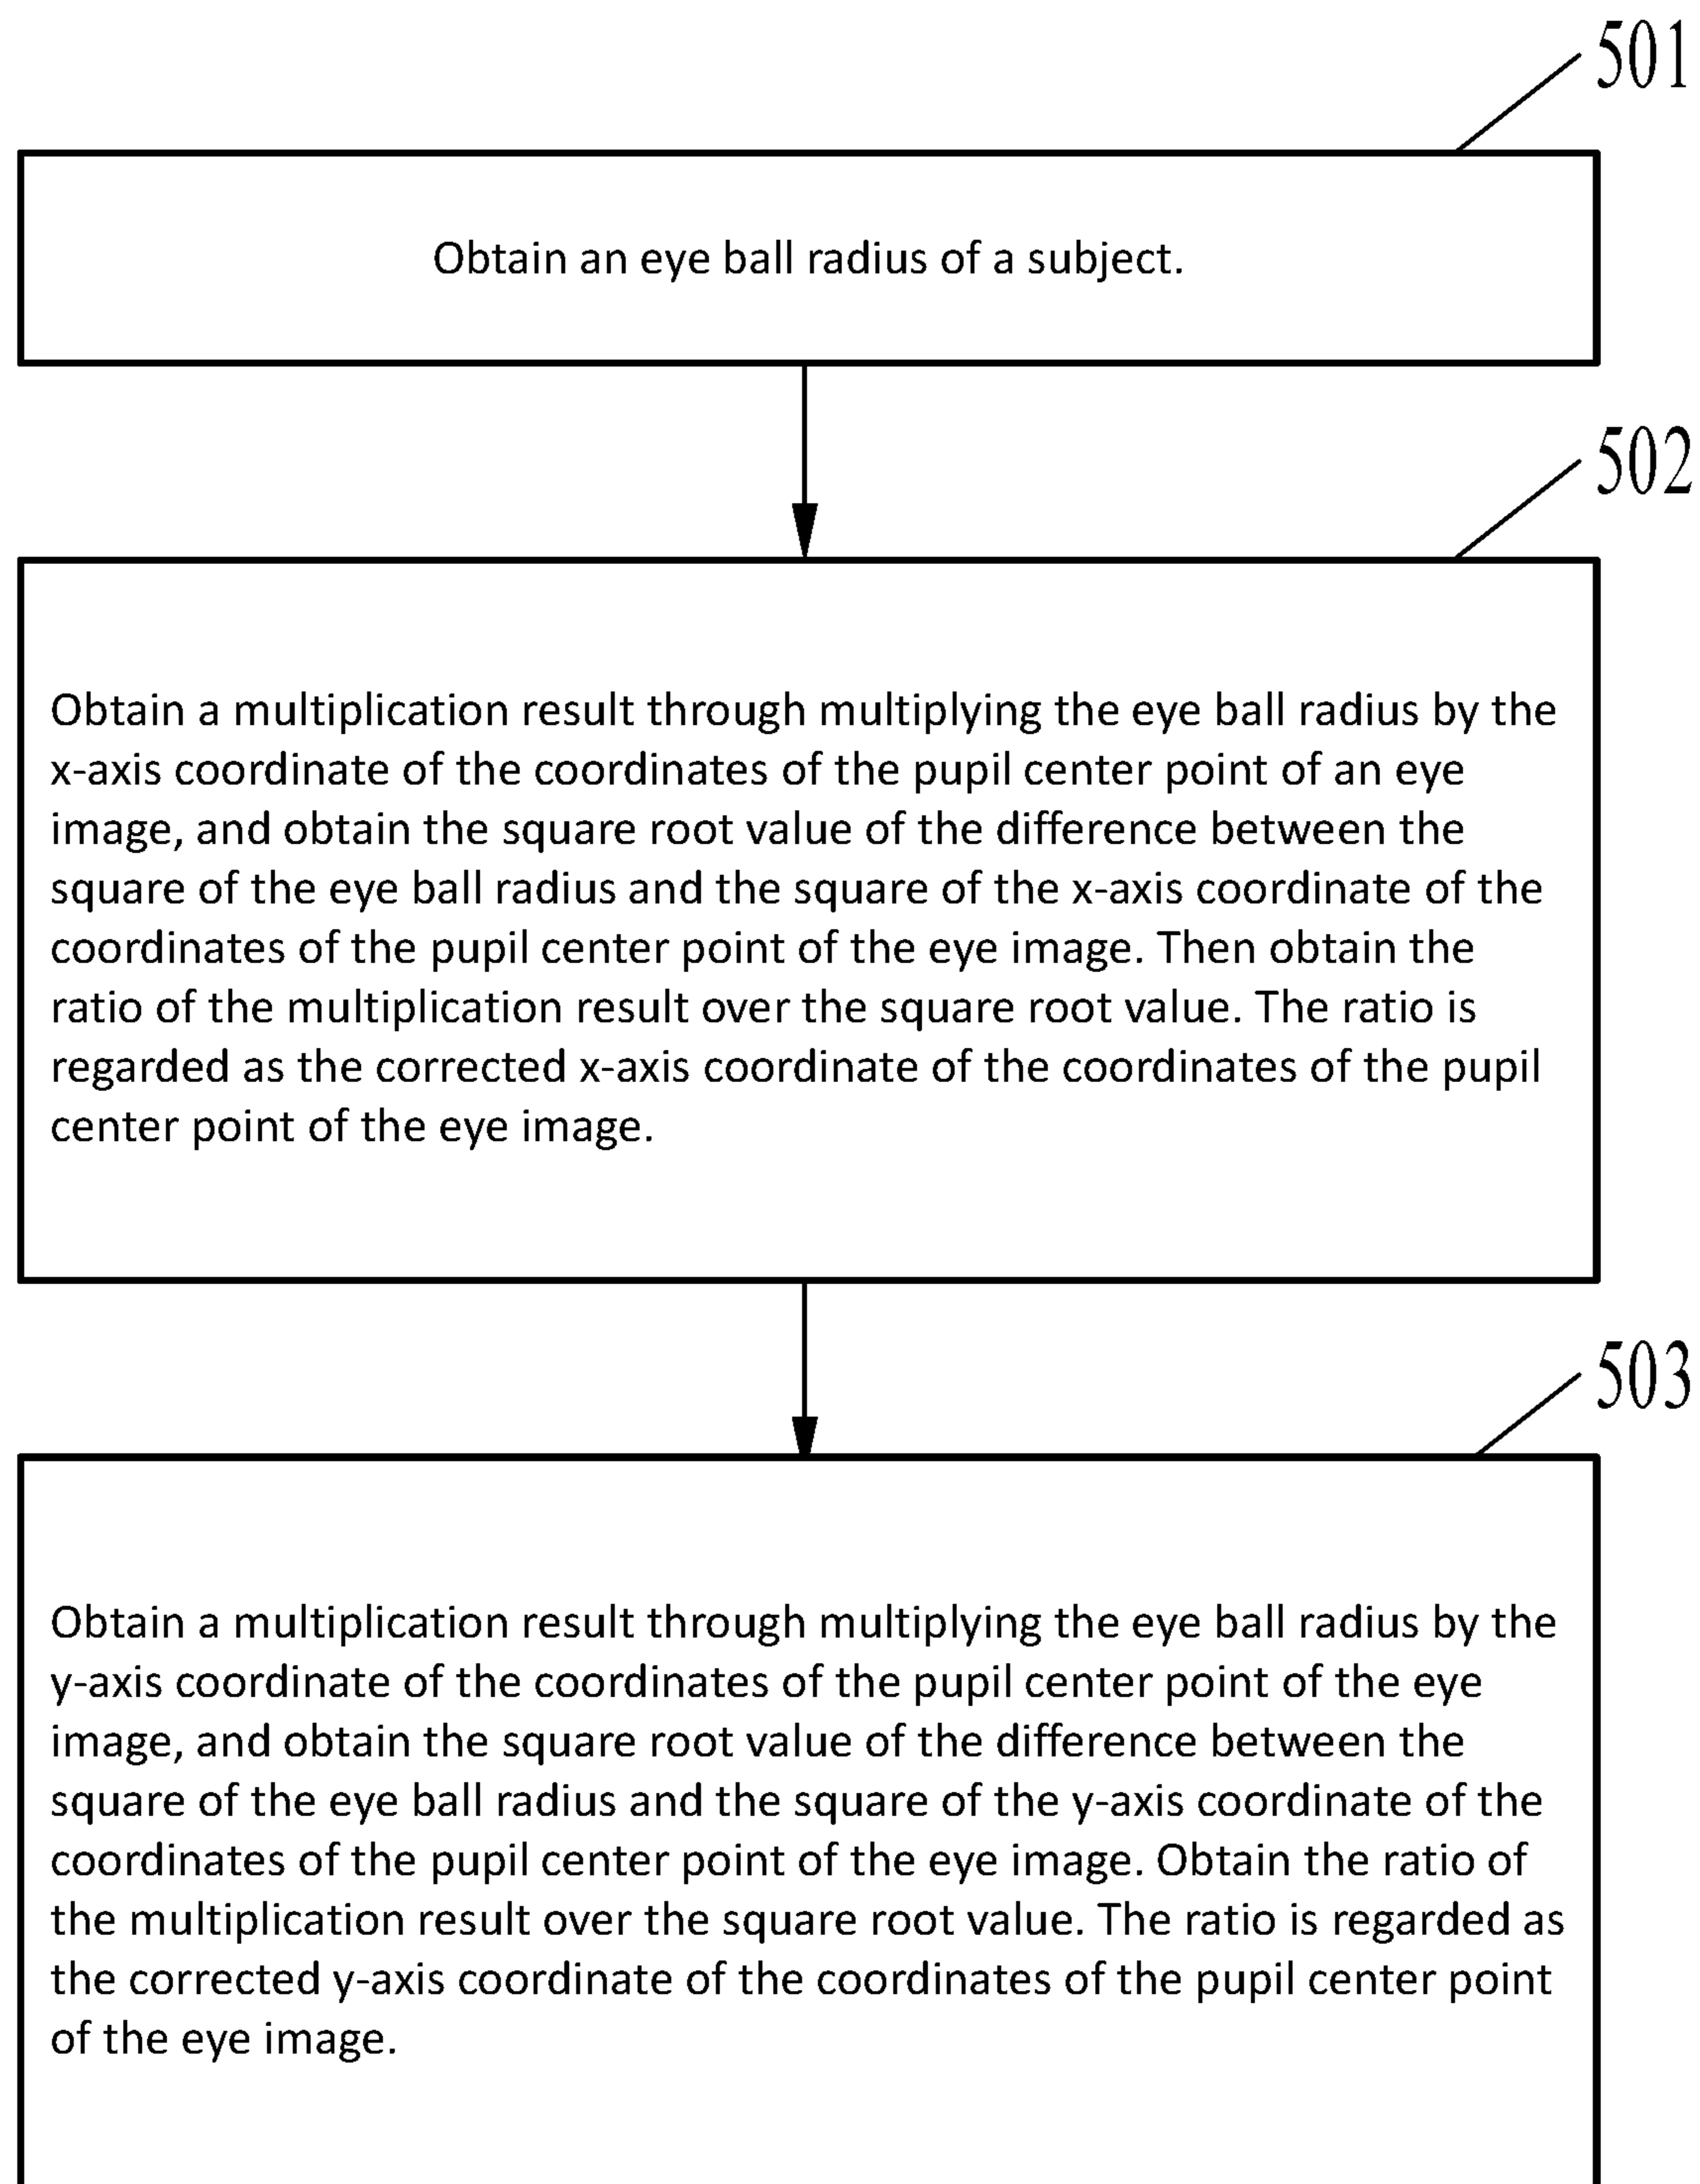 501
Obtain an eye ball radius of a subject.
502
Obtain a multiplication result through multiplying the eye ball radius by the
x-axis coordinate of the coordinates of the pupil center point of an eye
image, and obtain the square root value of the difference between the
square of the eye ball radius and the square of the x-axis coordinate of the
coordinates of the pupil center point of the eye image. Then obtain the
ratio of the multiplication result over the square root value. The ratio is
regarded as the corrected x-axis coordinate of the coordinates of the pupil
center point of the eye image.
503
Obtain a multiplication result through multiplying the eye ball radius by the
y-axis coordinate of the coordinates of the pupil center point of the eye
image, and obtain the square root value of the difference between the
square of the eye ball radius and the square of the y-axis coordinate of the
coordinates of the pupil center point of the eye image. Obtain the ratio of
the multiplication result over the square root value. The ratio is regarded as
the corrected y-axis coordinate of the coordinates of the pupil center point
of the eye image.